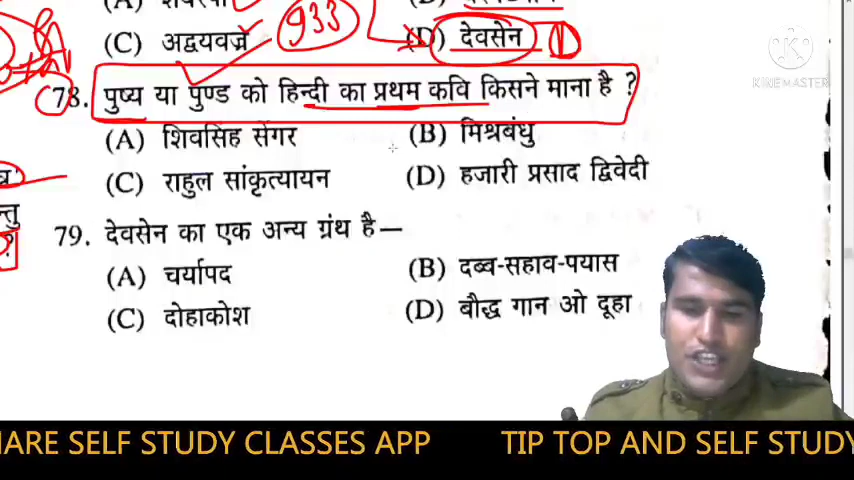 (C) अद्वयवज्र
(D) देवसेन
933
78. पुष्य या पुण्ड को हिन्दी का प्रथम कवि किसने माना है ?
(A) शिवसिंह सेंगर
(B) मिश्रबंधु
(C) राहुल सांकृत्यायन
(D) हजारी प्रसाद द्विवेदी
79. देवसेन का एक अन्य ग्रंथ है—
(A) चर्यापद
(B) दब्ब-सहाव-पयास
(C) दोहाकोश
(D) बौद्ध गान ओ दूहा
KINEMASTER
HARE SELF STUDY CLASSES APP
TIP TOP AND SELF STUDY